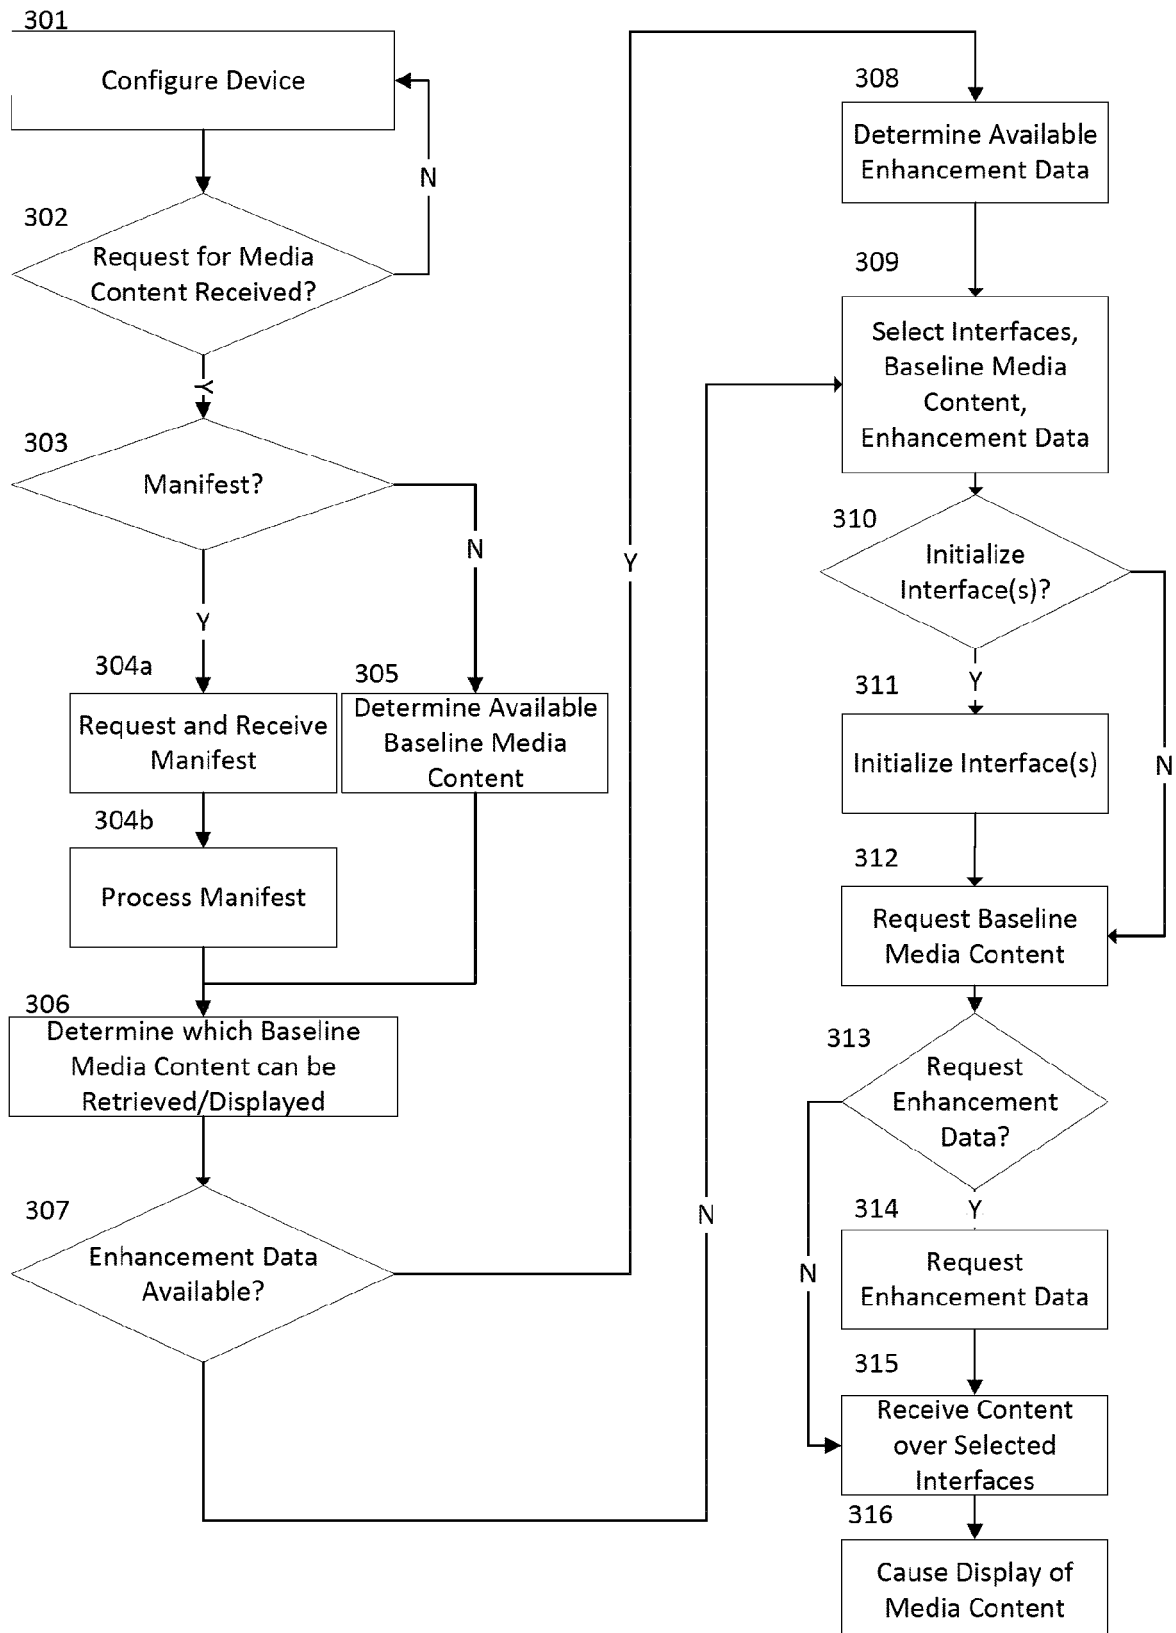 301
Configure Device
N
302
Request for Media
Content Received?
Y
303
Manifest?
N
Y
304a
Request and Receive
Manifest
305
Determine Available
Baseline Media
Content
304b
Process Manifest
306
Determine which Baseline
Media Content can be
Retrieved/Displayed
307
Enhancement Data
Available?
Y
N
308
Determine Available
Enhancement Data
309
Select Interfaces,
Baseline Media
Content,
Enhancement Data
310
Initialize
Interface(s)?
Y
N
311
Initialize Interface(s)
312
Request Baseline
Media Content
313
Request
Enhancement
Data?
Y
N
314
Request
Enhancement Data
315
Receive Content
over Selected
Interfaces
316
Cause Display of
Media Content